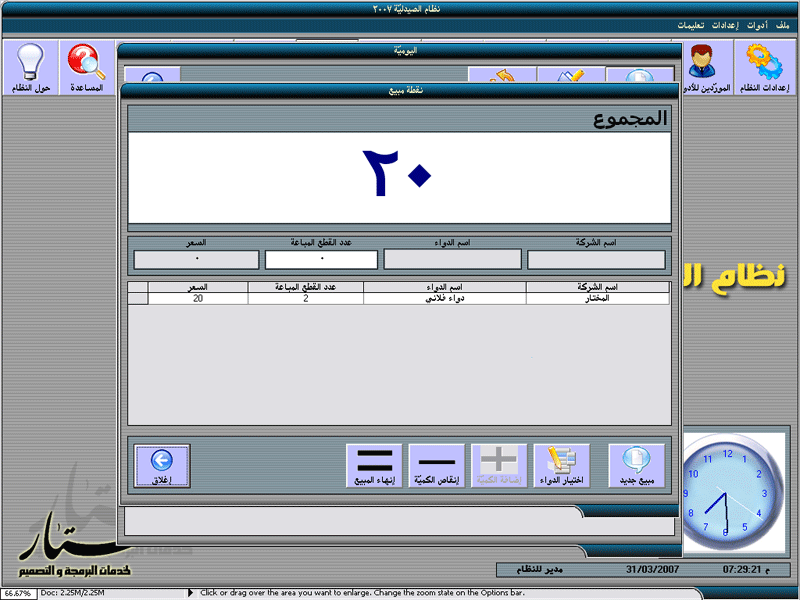 نظام الصيدليّة ٢٠٠٧
ملف أدوات إعدادات تعليمات
إعدادات النظام
المورّدين للأدو
المساعدة
حول النظام
اليوميّة
نقطة مبيع
المجموع
٢٠
اسم الشركة
اسم الدواء
عدد القطع المباعة
السعر
٠
٠
اسم الشركة اسم الدواء عدد القطع المباعة السعر
المختار دواء فلاني 2 20
مبيع جديد
اختيار الدواء
إضافة الكميّة
إنقاص الكميّة
إنهاء المبيع
إغلاق
نظام ال
12
1
2
3
4
5
6
7
8
9
10
11
ستار
خدمات البرمجة و التصميم
مدير للنظام
31/03/2007
07:29:21 م
66.67% Doc: 2.25M/2.25M Click or drag over the area you want to enlarge. Change the zoom state on the Options bar.